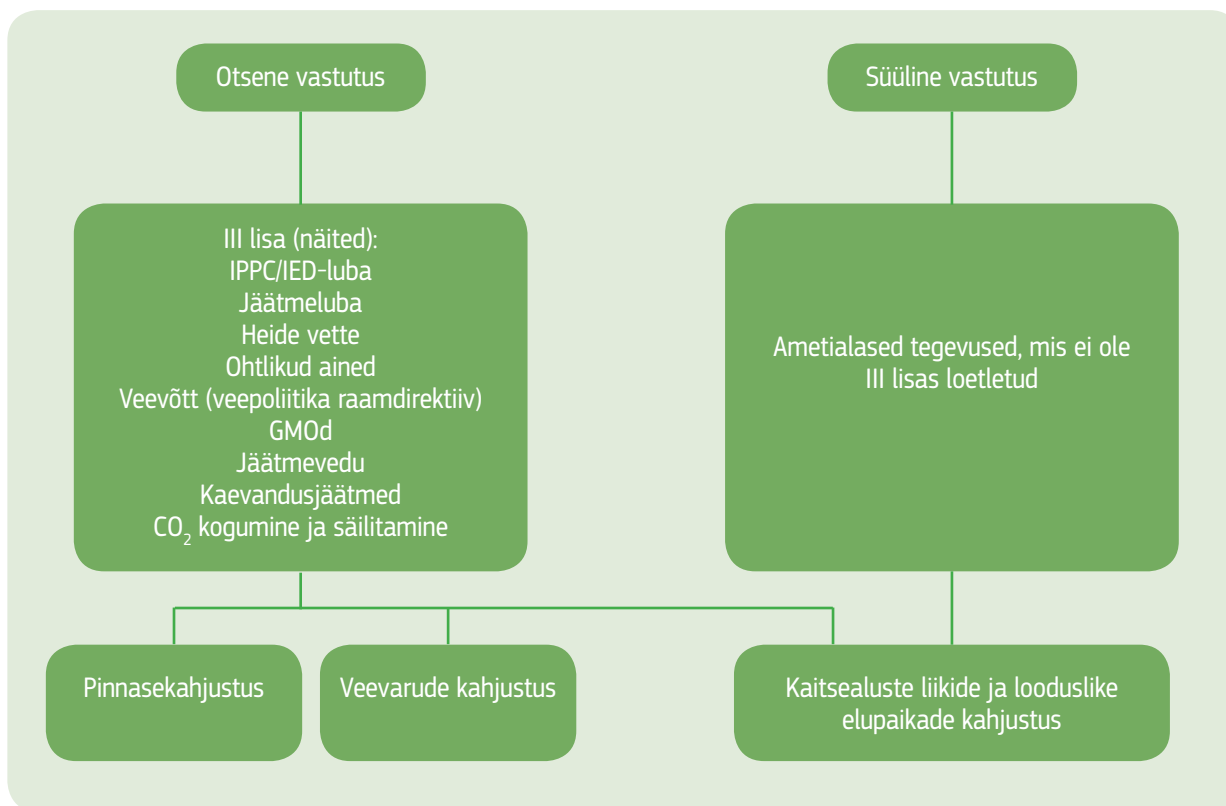 Otsene vastutus
Süüline vastutus
III lisa (näited):
IPPC/IED-luba
Jäätmeluba
Heide vette
Ohtlikud ained
Veevõtt (veepoliitika raamdirektiiv)
GMOd
Jäätmevedu
Kaevandusjäätmed
CO₂ kogumine ja säilitamine
Ametialased tegevused, mis ei ole
III lisas loetletud
Pinnasekahjustus
Veevarude kahjustus
Kaitsealuste liikide ja looduslike
elupaikade kahjustus